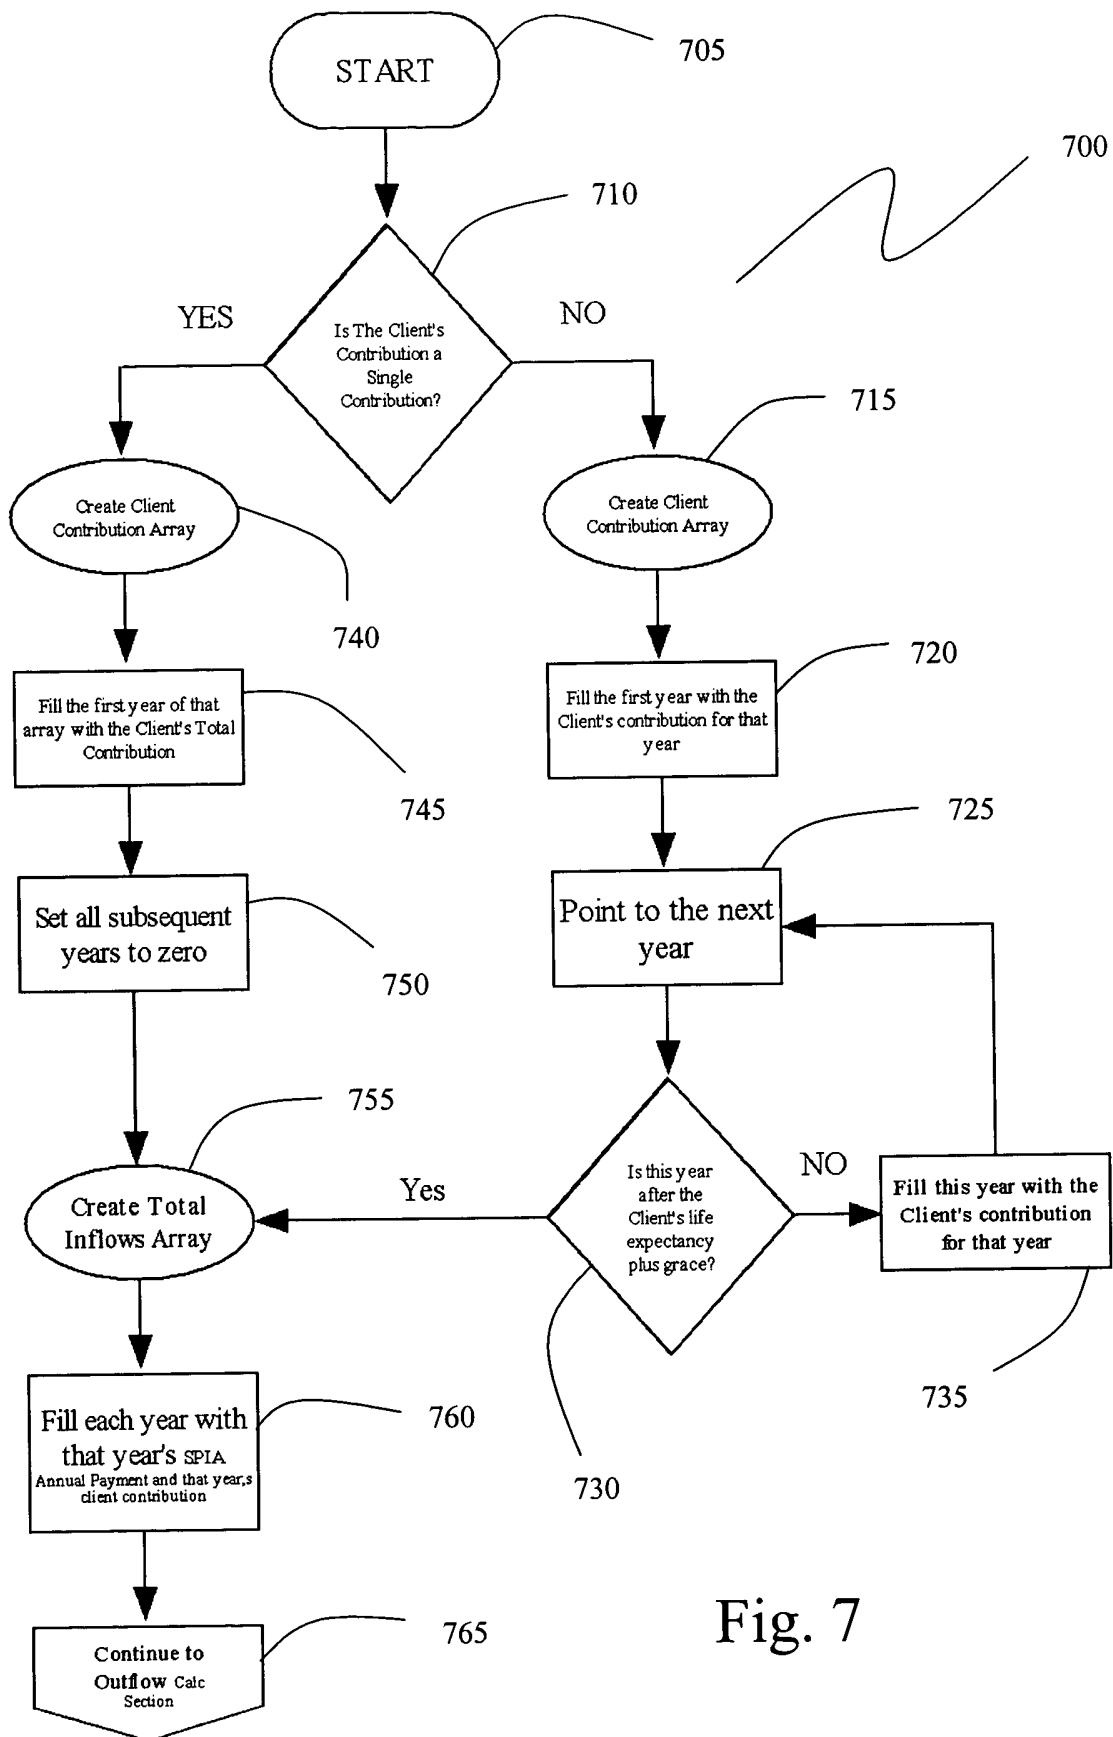 START
705
700
710
YES
NO
Is The Client's
Contribution a
Single
Contribution?
715
Create Client
Contribution Array
Create Client
Contribution Array
740
720
Fill the first year of that
array with the Client's Total
Contribution
Fill the first year with the
Client's contribution for that
year
745
725
Set all subsequent
years to zero
Point to the next
year
750
755
Create Total
Inflows Array
Yes
Is this year
after the
Client's life
expectancy
plus grace?
NO
Fill this year with the
Client's contribution
for that year
735
Fill each year with
that year's SPIA
Annual Payment and that year,s
client contribution
760
730
Continue to
Outflow Calc
Section
765
Fig. 7